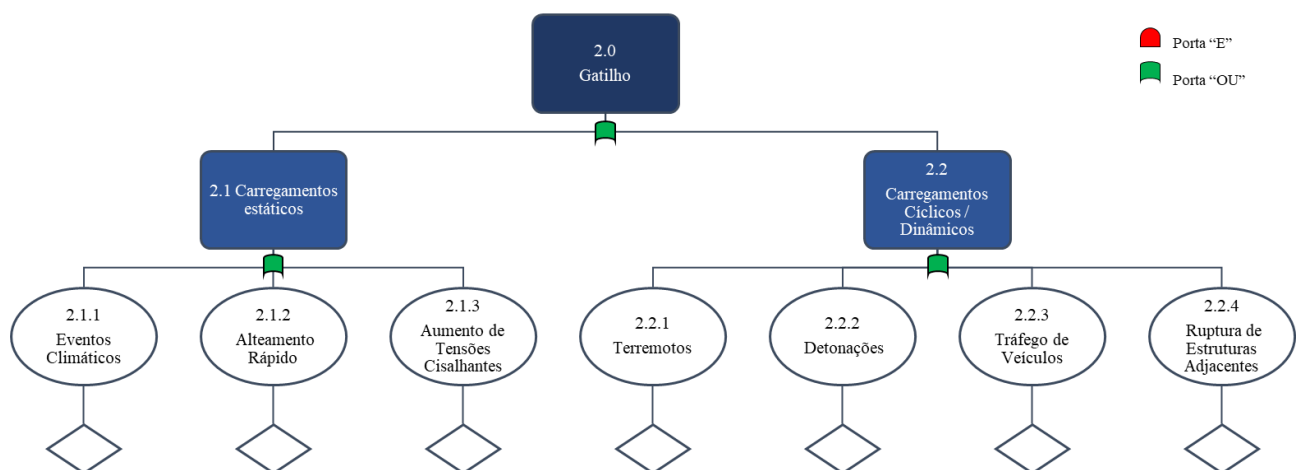 2.0
Gatilho
Porta “E”
Porta “OU”
2.1 Carregamentos
estáticos
2.2
Carregamentos
Cíclicos /
Dinâmicos
2.1.1
Eventos
Climáticos
2.1.2
Alteamento
Rápido
2.1.3
Aumento de
Tensões
Cisalhantes
2.2.1
Terremotos
2.2.2
Detonações
2.2.3
Tráfego de
Veículos
2.2.4
Ruptura de
Estruturas
Adjacentes